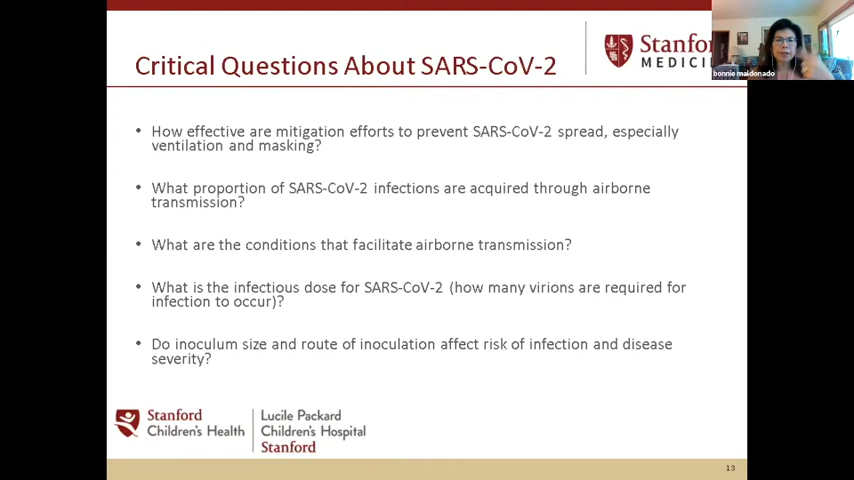 Critical Questions About SARS-CoV-2
Stanfor
MEDICI
bonnie maldonado
• How effective are mitigation efforts to prevent SARS-CoV-2 spread, especially
ventilation and masking?
• What proportion of SARS-CoV-2 infections are acquired through airborne
transmission?
• What are the conditions that facilitate airborne transmission?
• What is the infectious dose for SARS-CoV-2 (how many virions are required for
infection to occur)?
• Do inoculum size and route of inoculation affect risk of infection and disease
severity?
Stanford
Children's Health
Lucile Packard
Children's Hospital
Stanford
13